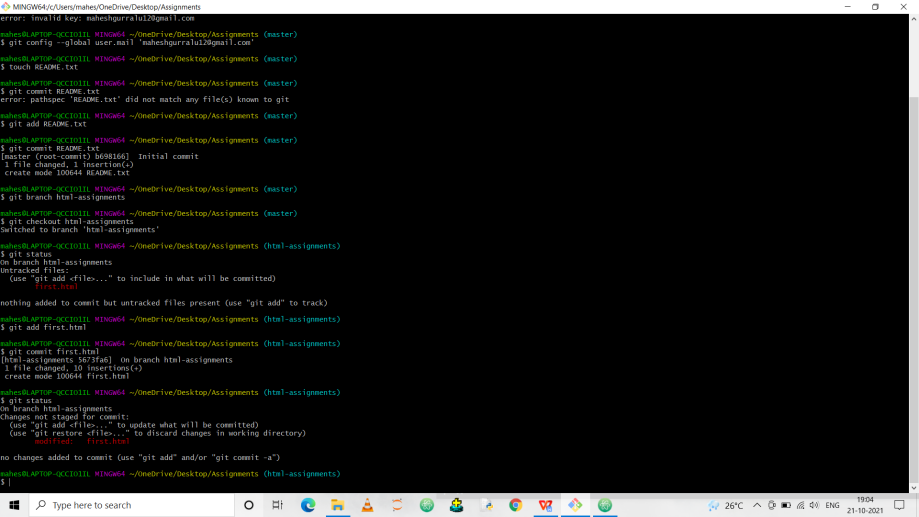 MINGW64:/c/Users/mahes/OneDrive/Desktop/Assignments
error: invalid key: maheshgurralu12@gmail.com
mahes@LAPTOP-QCCIO1IL MINGW64 ~/OneDrive/Desktop/Assignments (master)
$ git config --global user.mail 'maheshgurralu12@gmail.com'
mahes@LAPTOP-QCCIO1IL MINGW64 ~/OneDrive/Desktop/Assignments (master)
$ touch README.txt
mahes@LAPTOP-QCCIO1IL MINGW64 ~/OneDrive/Desktop/Assignments (master)
$ git commit README.txt
error: pathspec 'README.txt' did not match any file(s) known to git
mahes@LAPTOP-QCCIO1IL MINGW64 ~/OneDrive/Desktop/Assignments (master)
$ git add README.txt
mahes@LAPTOP-QCCIO1IL MINGW64 ~/OneDrive/Desktop/Assignments (master)
$ git commit README.txt
[master (root-commit) b698166]  Initial commit
 1 file changed, 1 insertion(+)
 create mode 100644 README.txt
mahes@LAPTOP-QCCIO1IL MINGW64 ~/OneDrive/Desktop/Assignments (master)
$ git branch html-assignments
mahes@LAPTOP-QCCIO1IL MINGW64 ~/OneDrive/Desktop/Assignments (master)
$ git checkout html-assignments
Switched to branch 'html-assignments'
mahes@LAPTOP-QCCIO1IL MINGW64 ~/OneDrive/Desktop/Assignments (html-assignments)
$ git status
On branch html-assignments
Untracked files:
  (use "git add <file>..." to include in what will be committed)
        first.html
nothing added to commit but untracked files present (use "git add" to track)
mahes@LAPTOP-QCCIO1IL MINGW64 ~/OneDrive/Desktop/Assignments (html-assignments)
$ git add first.html
mahes@LAPTOP-QCCIO1IL MINGW64 ~/OneDrive/Desktop/Assignments (html-assignments)
$ git commit first.html
[html-assignments 5673fa6]  On branch html-assignments
 1 file changed, 10 insertions(+)
 create mode 100644 first.html
mahes@LAPTOP-QCCIO1IL MINGW64 ~/OneDrive/Desktop/Assignments (html-assignments)
$ git status
On branch html-assignments
Changes not staged for commit:
  (use "git add <file>..." to update what will be committed)
  (use "git restore <file>..." to discard changes in working directory)
        modified:   first.html
no changes added to commit (use "git add" and/or "git commit -a")
mahes@LAPTOP-QCCIO1IL MINGW64 ~/OneDrive/Desktop/Assignments (html-assignments)
$
Type here to search
26°C
ENG
19:04
21-10-2021